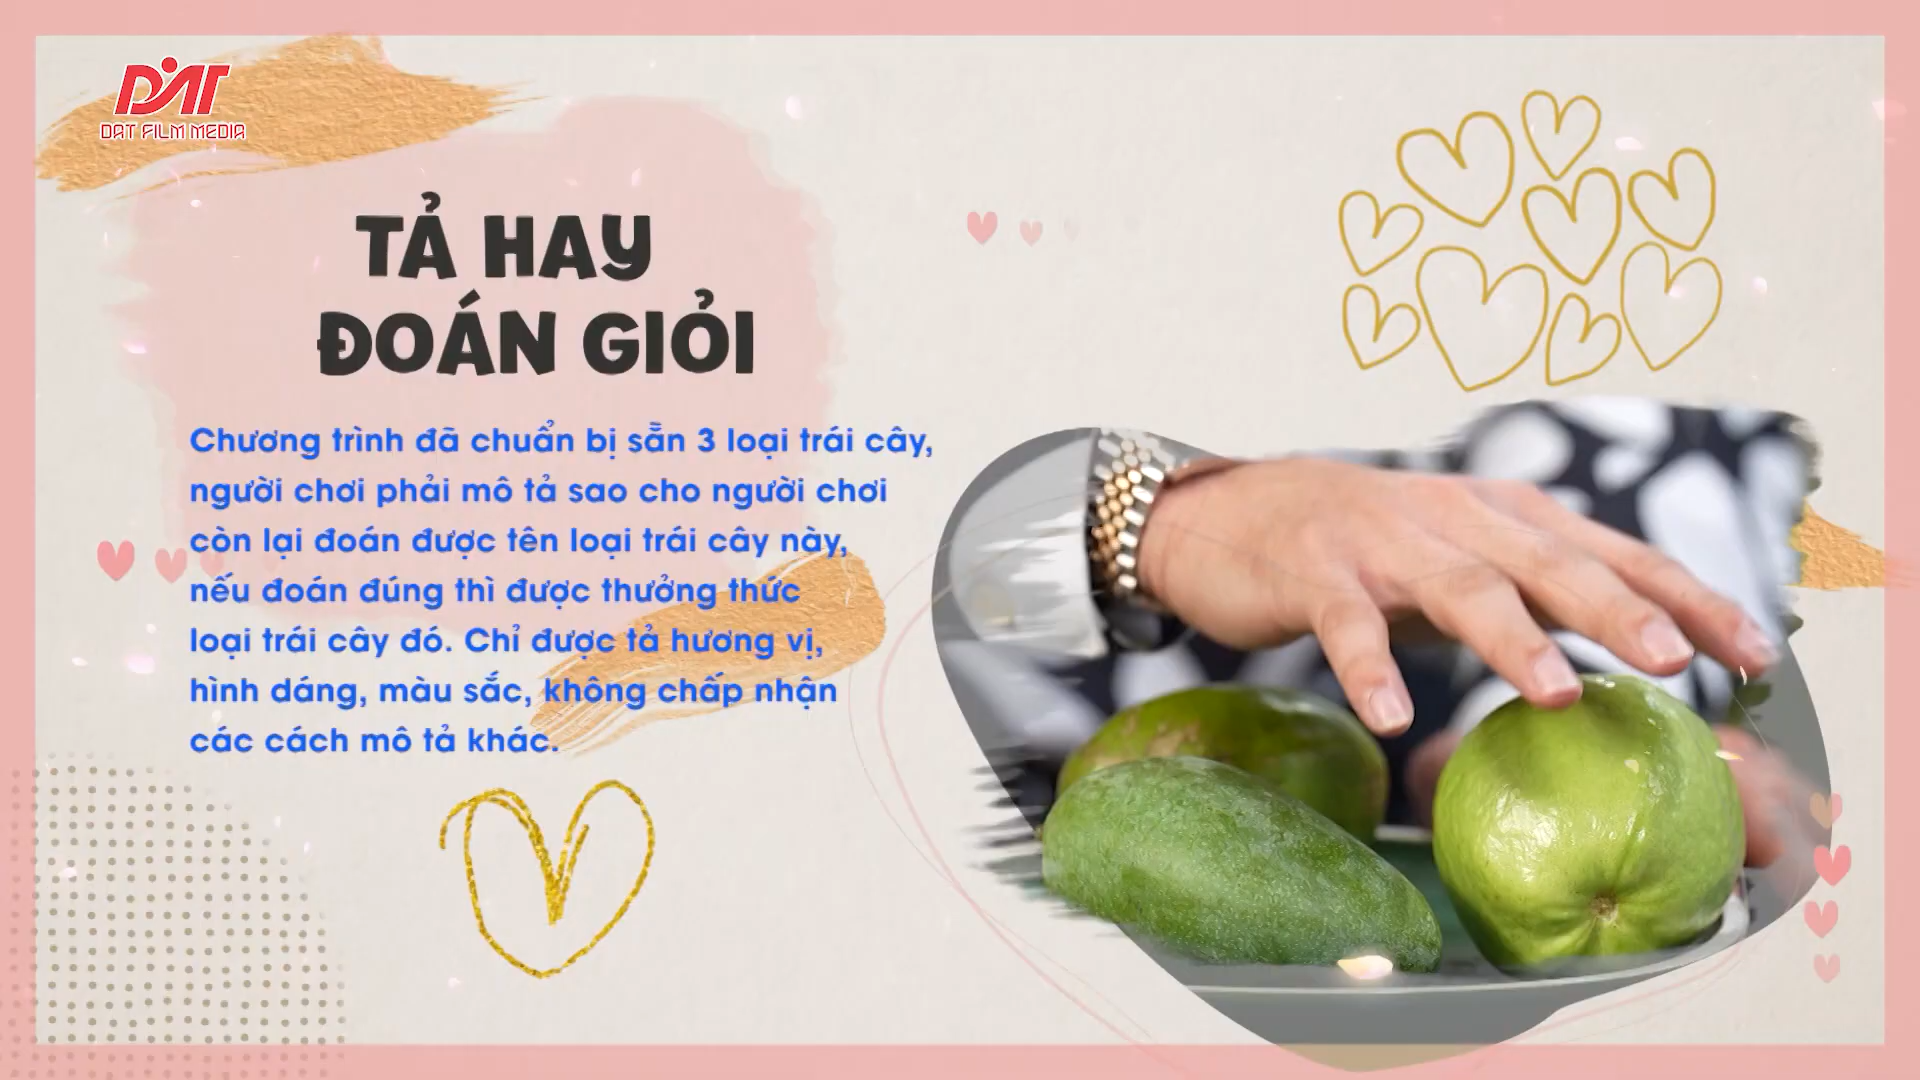 DAT
DAT FILM MEDIA
TẢ HAY
ĐOÁN GIỎI
Chương trình đã chuẩn bị sẵn 3 loại trái cây,
người chơi phải mô tả sao cho người chơi
còn lại đoán được tên loại trái cây này,
nếu đoán đúng thì được thưởng thức
loại trái cây đó. Chỉ được tả hương vị,
hình dáng, màu sắc, không chấp nhận
các cách mô tả khác.